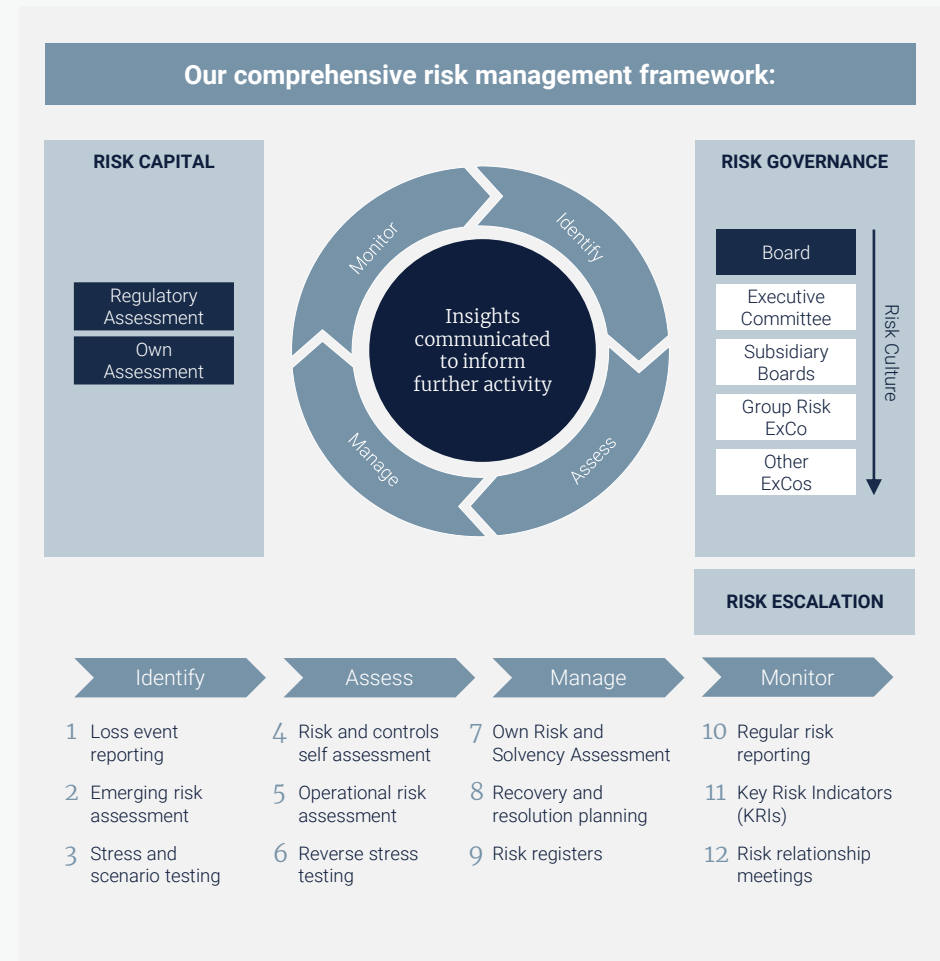 Our comprehensive risk management framework:
RISK CAPITAL
Regulatory
Assessment
Own
Assessment
Monitor
Identify
Insights
communicated
to inform
further activity
Manage
Assess
RISK GOVERNANCE
Board
Executive
Committee
Subsidiary
Boards
Group Risk
ExCo
Other
ExCos
Risk Culture
RISK ESCALATION
Identify
1 Loss event
reporting
2 Emerging risk
assessment
3 Stress and
scenario testing
Assess
4 Risk and controls
self assessment
5 Operational risk
assessment
6 Reverse stress
testing
Manage
7 Own Risk and
Solvency Assessment
8 Recovery and
resolution planning
9 Risk registers
Monitor
10 Regular risk
reporting
11 Key Risk Indicators
(KRIs)
12 Risk relationship
meetings